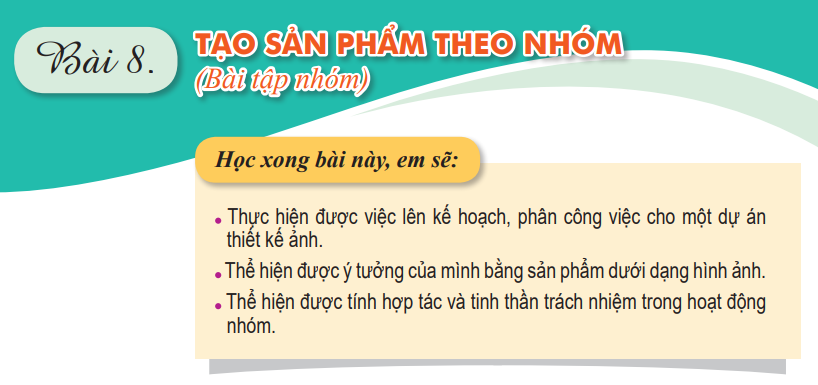 Bài 8.
TẠO SẢN PHẨM THEO NHÓM
(Bài tập nhóm)
Học xong bài này, em sẽ:
• Thực hiện được việc lên kế hoạch, phân công việc cho một dự án
thiết kế ảnh.
• Thể hiện được ý tưởng của mình bằng sản phẩm dưới dạng hình ảnh.
• Thể hiện được tính hợp tác và tinh thần trách nhiệm trong hoạt động
nhóm.